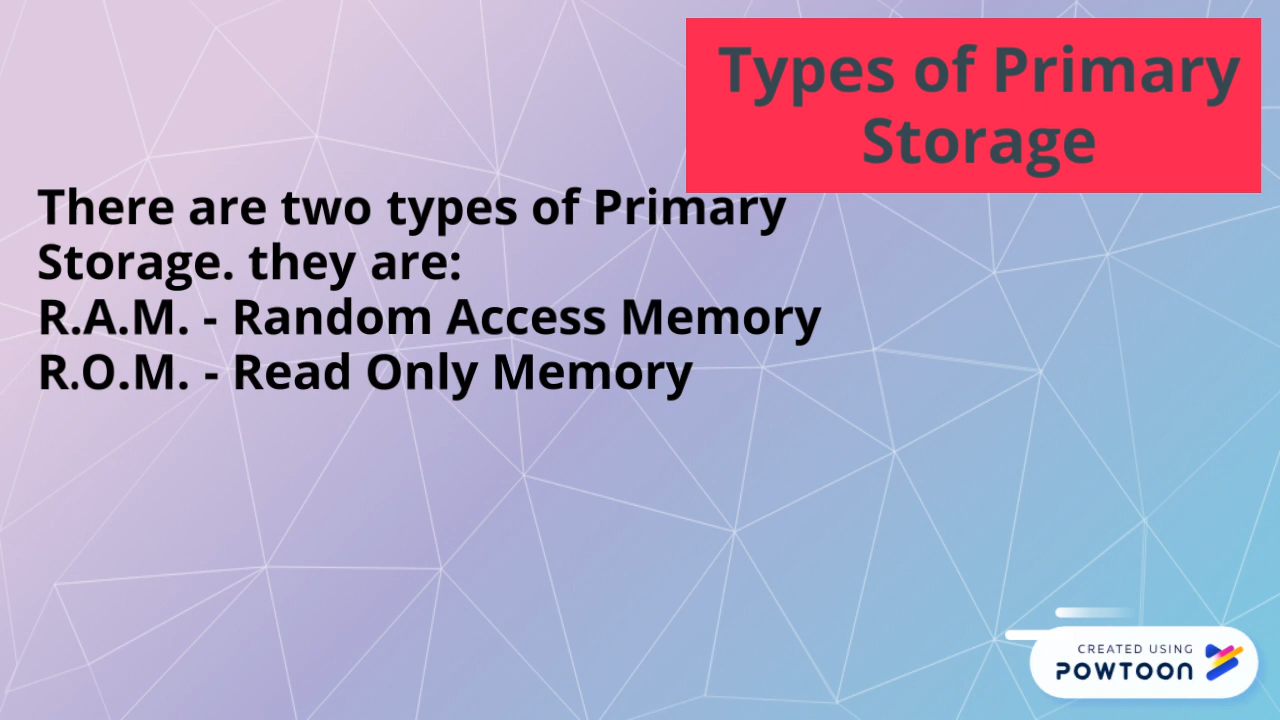 Types of Primary
Storage
There are two types of Primary
Storage. they are:
R.A.M. - Random Access Memory
R.O.M. - Read Only Memory
CREATED USING
POWTOON